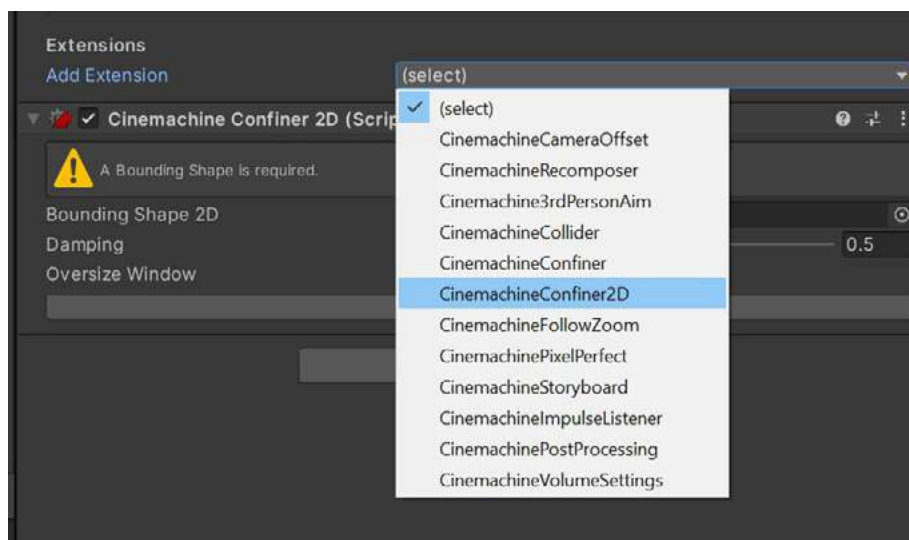 Extensions
Add Extension
(select)
Cinemachine Confiner 2D (Scrip
A Bounding Shape is required.
Bounding Shape 2D
Damping
0.5
Oversize Window
(select)
CinemachineCameraOffset
CinemachineRecomposer
Cinemachine3rdPersonAim
CinemachineCollider
CinemachineConfiner
CinemachineConfiner2D
CinemachineFollowZoom
CinemachinePixelPerfect
CinemachineStoryboard
CinemachineImpulseListener
CinemachinePostProcessing
CinemachineVolumeSettings